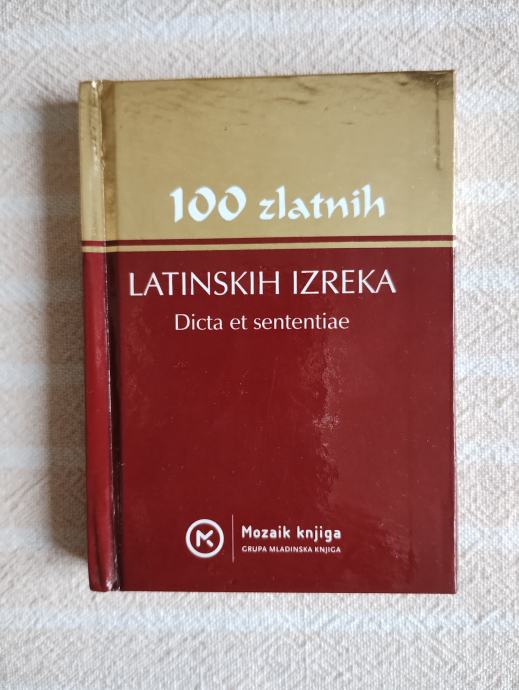 100 zlatnih
LATINSKIH IZREKA
Dicta et sententiae
Mozaik knjiga
GRUPA MLADINSKA KNJIGA